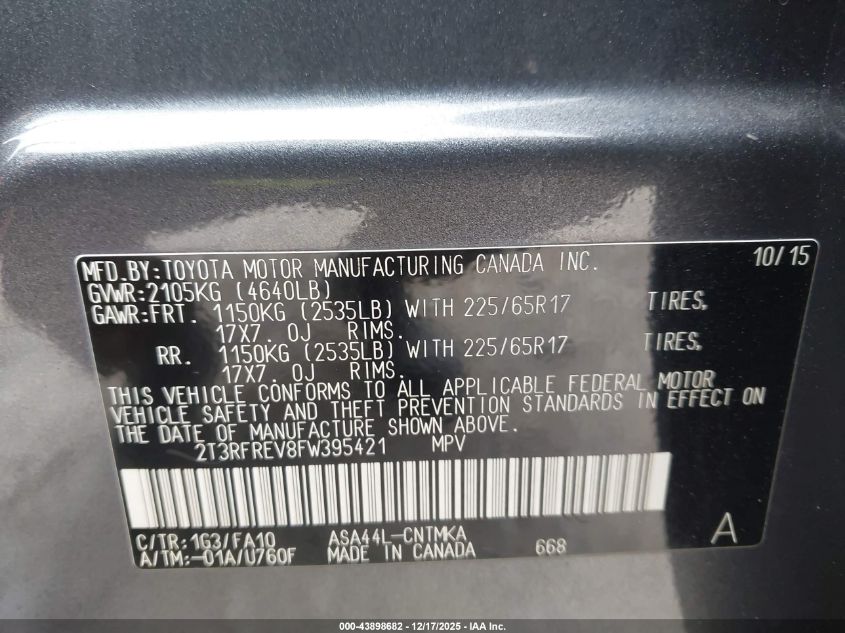 MFD.BY:TOYOTA MOTOR MANUFACTURING CANADA INC. 10/15
GVWR:2105KG (4640LB)
GAWR:FRT. 1150KG (2535LB) WITH 225/65R17 TIRES,
17X7.0J RIMS.
RR. 1150KG (2535LB) WITH 225/65R17 TIRES,
17X7.0J RIMS.
THIS VEHICLE CONFORMS TO ALL APPLICABLE FEDERAL MOTOR
VEHICLE SAFETY AND THEFT PREVENTION STANDARDS IN EFFECT ON
THE DATE OF MANUFACTURE SHOWN ABOVE.
2T3RFREV8FW395421 MPV
C/TR:1G3/FA10 ASA44L-CNTMKA
A/TM:-01A/U760F MADE IN CANADA 668 A
000-43898682 - 12/17/2025 - IAA Inc.